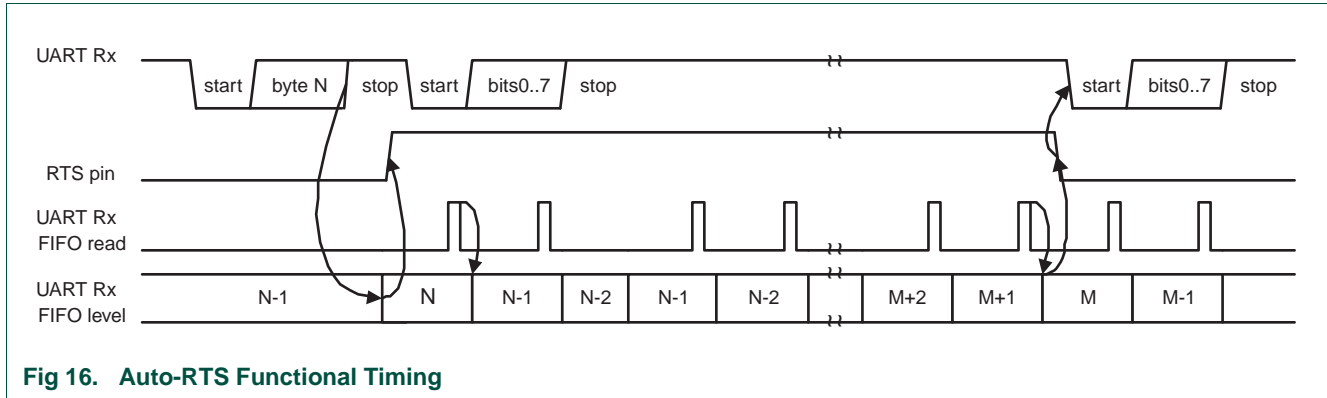 UART Rx
start byte N stop start bits0..7 stop start bits0..7 stop
RTS pin
UART Rx
FIFO read
UART Rx
FIFO level
N-1 N N-1 N-2 N-1 N-2 M+2 M+1 M M-1
Fig 16. Auto-RTS Functional Timing